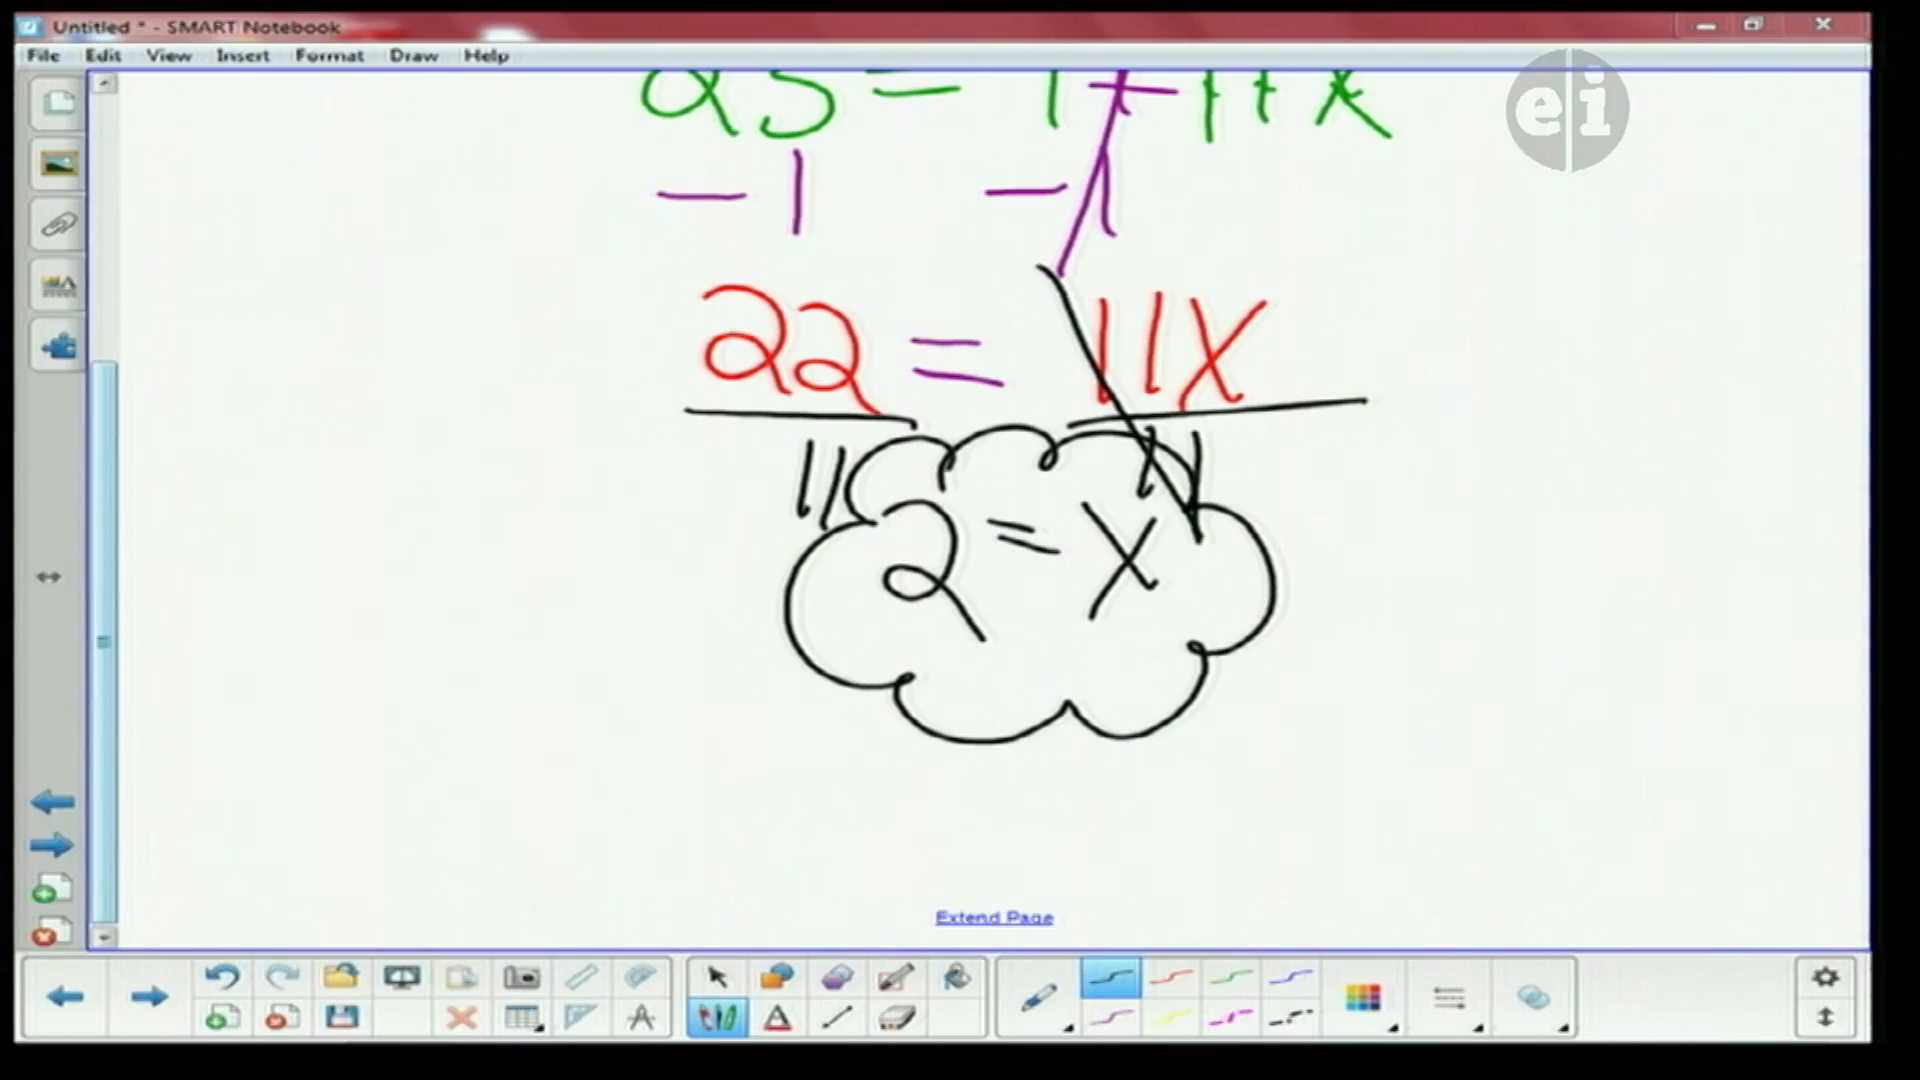 Untitled * - SMART Notebook
File Edit View Insert Format Draw Help
ei
23 = 1 + 11x
- 1 - 1
22 = 11x
11 11
2 = x
Extend Page